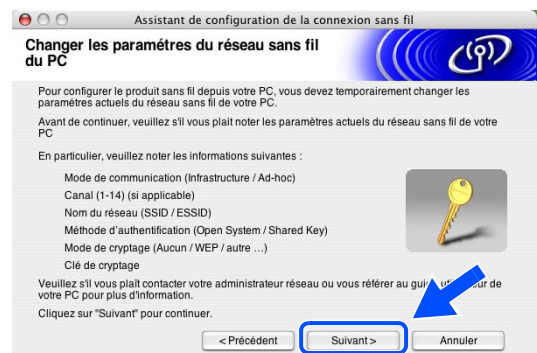 Assistant de configuration de la connexion sans fil
Changer les paramétres du réseau sans fil
du PC
Pour configurer le produit sans fil depuis votre PC, vous devez temporairement changer les
paramétres actuels du réseau sans fil de votre PC.
Avant de continuer, veuillez s'il vous plait noter les paramètres actuels du réseau sans fil de votre
PC
En particulier, veuillez noter les informations suivantes :
Mode de communication (Infrastructure / Ad-hoc)
Canal (1-14) (si applicable)
Nom du réseau (SSID / ESSID)
Méthode d'authentification (Open System / Shared Key)
Mode de cryptage (Aucun / WEP / autre ...)
Clé de cryptage
Veuillez s'il vous plaît contacter votre administrateur réseau ou vous référer au de
votre PC pour plus d'information.
Cliquez sur "Suivant" pour continuer.
< Précédent
Suivant >
Annuler